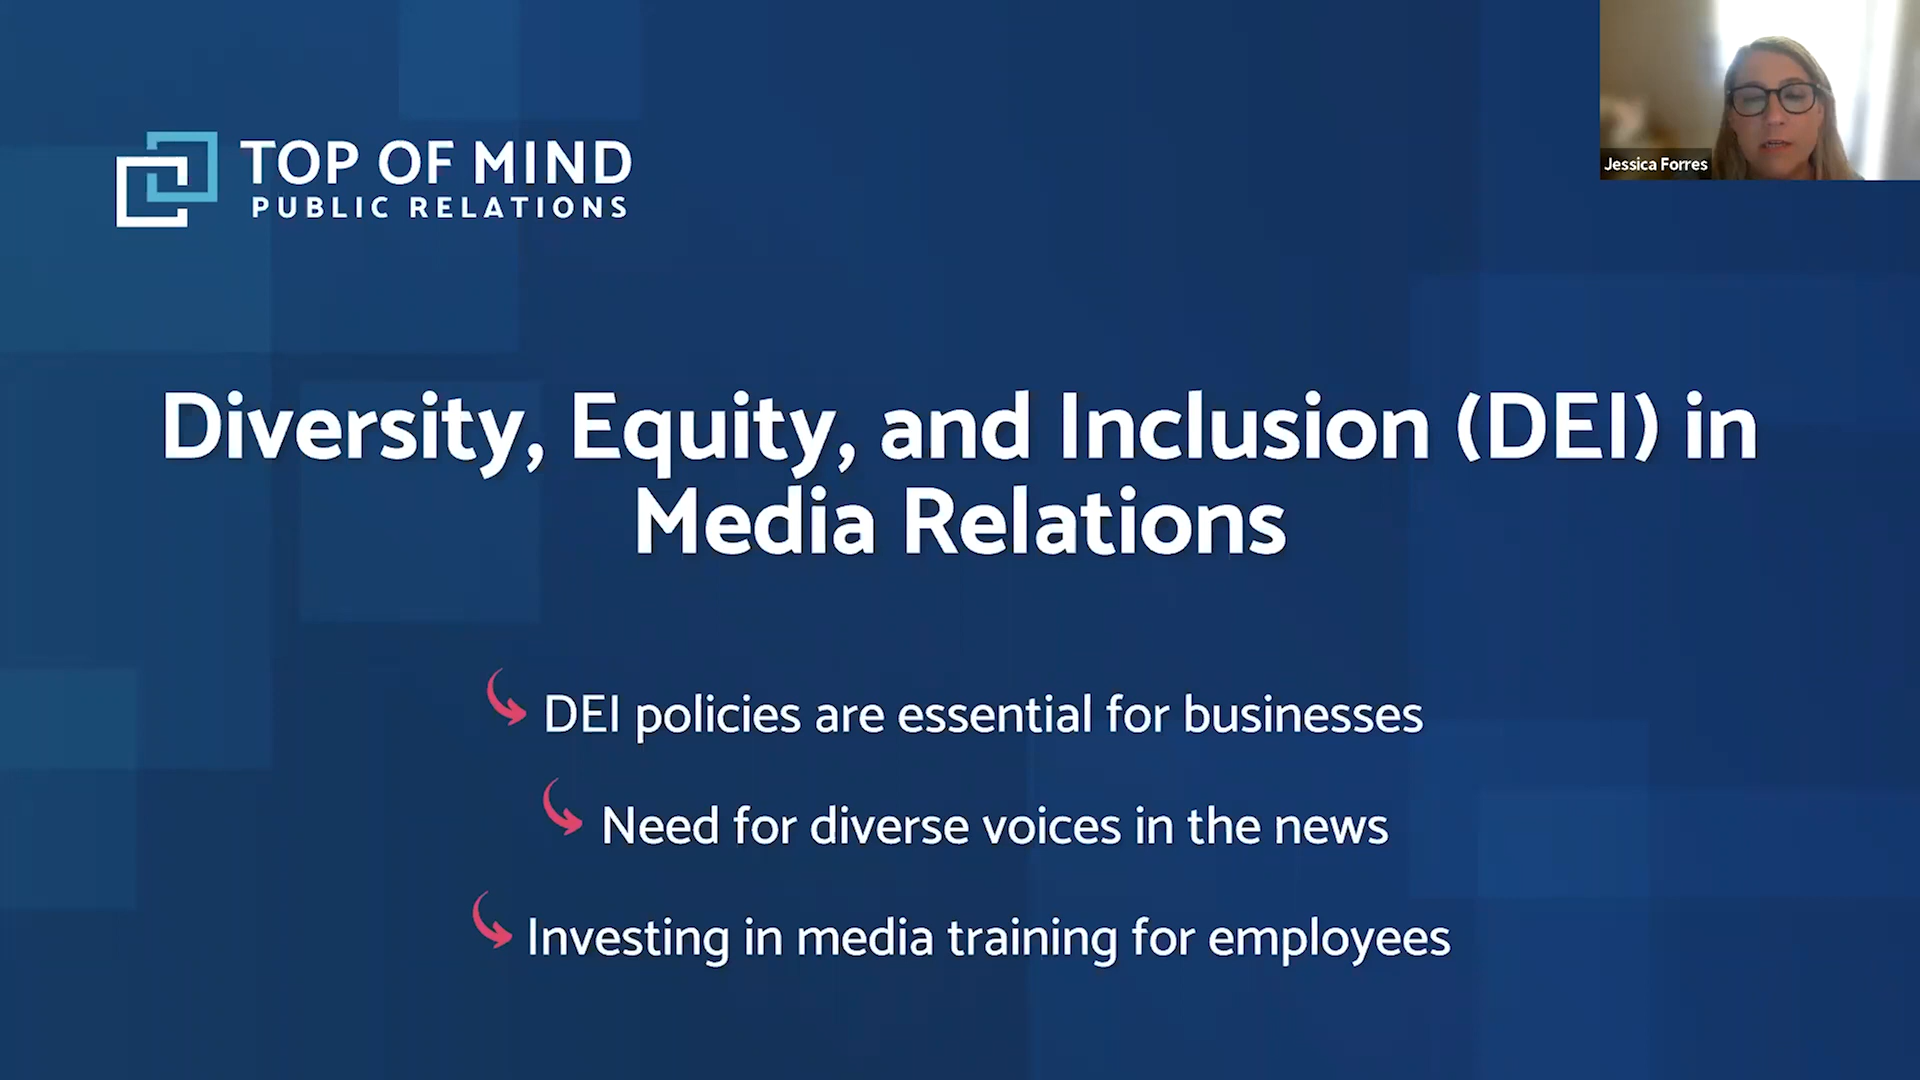 TOP OF MIND
PUBLIC RELATIONS
Jessica Forres
Diversity, Equity, and Inclusion (DEI) in
Media Relations
DEI policies are essential for businesses
Need for diverse voices in the news
Investing in media training for employees